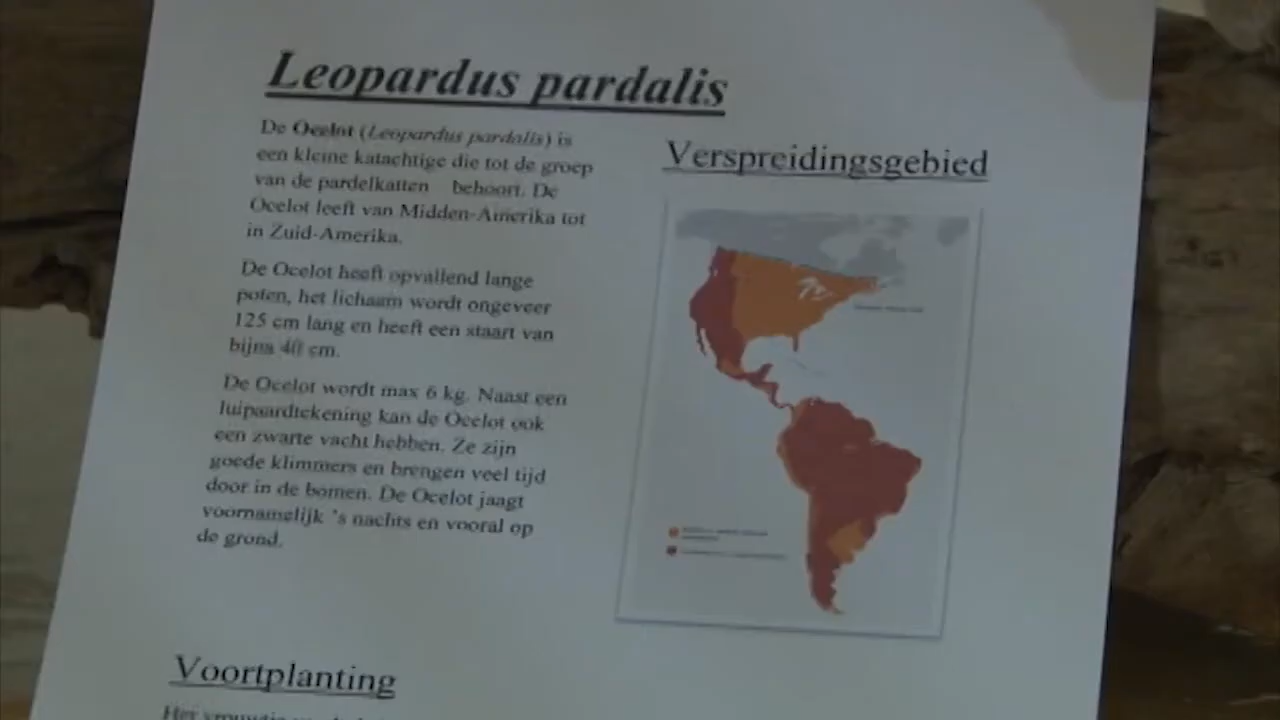 Leopardus pardalis
De Ocelot (Leopardus pardalis) is
een kleine katachtige die tot de groep
van de pardelkatten behoort. De
Ocelot leeft van Midden-Amerika tot
in Zuid-Amerika.
De Ocelot heeft opvallend lange
poten, het lichaam wordt ongeveer
125 cm lang en heeft een staart van
bijna 40 cm.
De Ocelot wordt max 6 kg. Naast een
luipaardtekening kan de Ocelot ook
een zwarte vacht hebben. Ze zijn
goede klimmers en brengen veel tijd
door in de bomen. De Ocelot jaagt
voornamelijk 's nachts en vooral op
de grond.
Verspreidingsgebied
Voortplanting